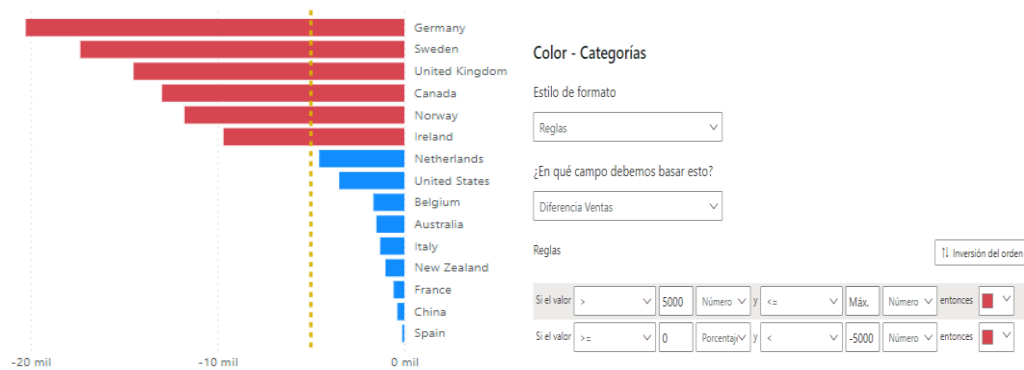 Germany
Sweden
United Kingdom
Canada
Norway
Ireland
Netherlands
United States
Belgium
Australia
Italy
New Zealand
France
China
Spain
-20 mil -10 mil 0 mil
Color - Categorías
Estilo de formato
Reglas
¿En qué campo debemos basar esto?
Diferencia Ventas
Reglas
Inversión del orden
Si el valor > 5000 Número y <= Máx. Número entonces
Si el valor >= 0 Porcentaje y < -5000 Número entonces